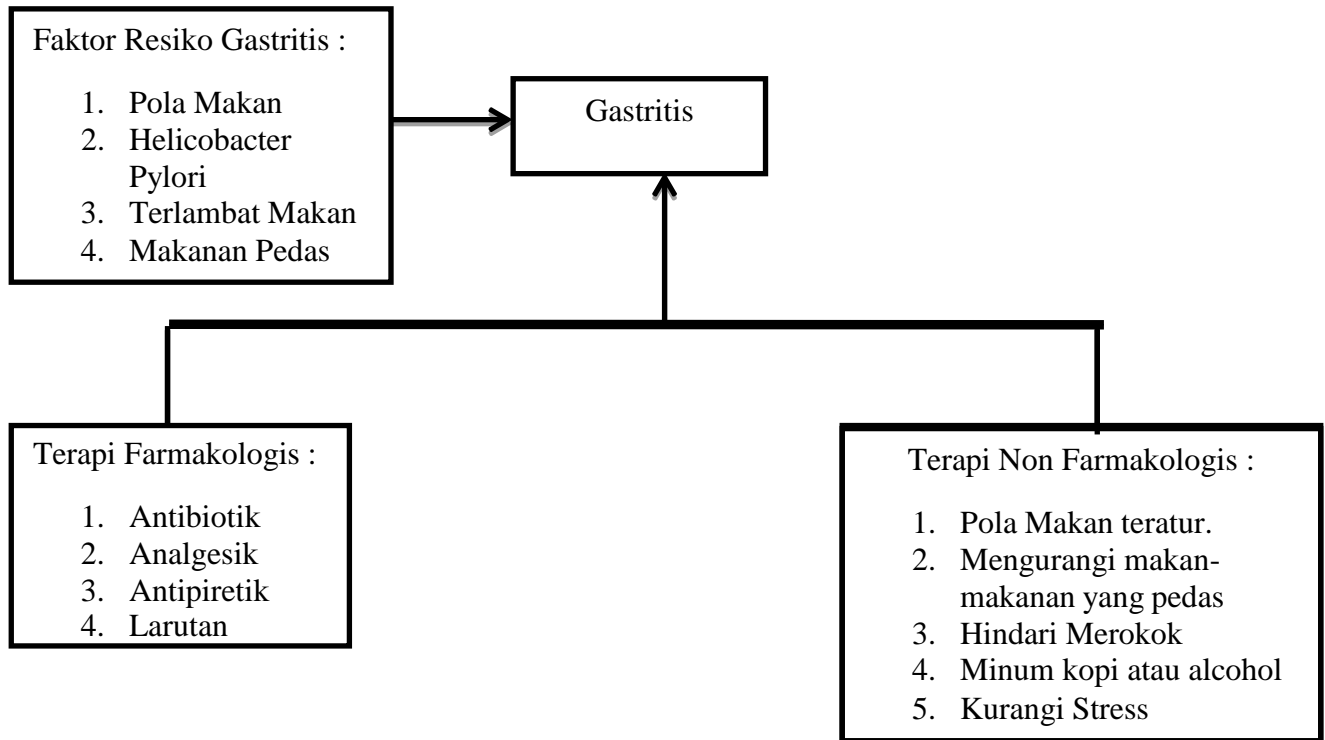 Faktor Resiko Gastritis :
1. Pola Makan
2. Helicobacter
Pylori
3. Terlambat Makan
4. Makanan Pedas
Gastritis
Terapi Farmakologis :
1. Antibiotik
2. Analgesik
3. Antipiretik
4. Larutan
Terapi Non Farmakologis :
1. Pola Makan teratur.
2. Mengurangi makan-
makanan yang pedas
3. Hindari Merokok
4. Minum kopi atau alcohol
5. Kurangi Stress